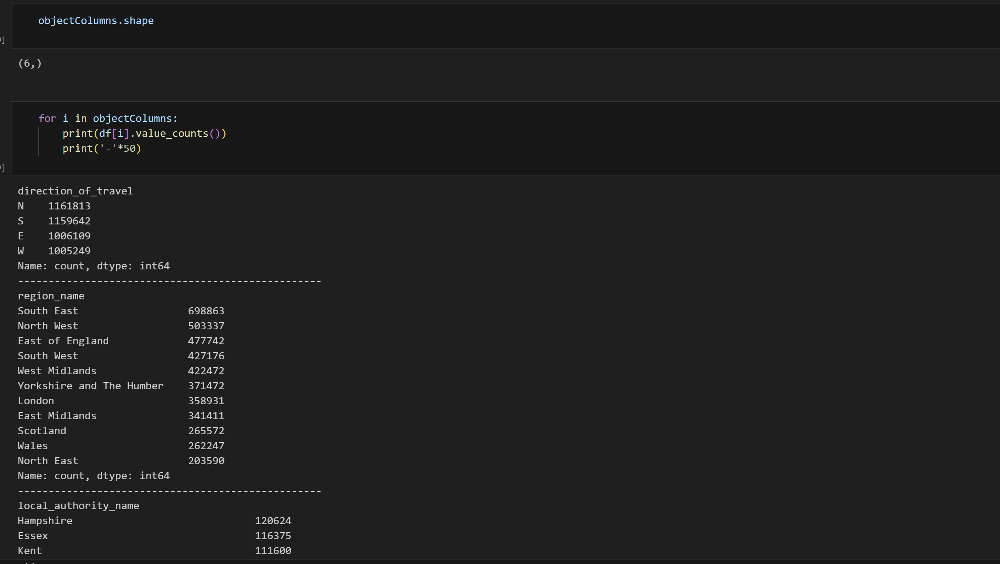 objectColumns.shape
]
(6,)
for i in objectColumns:
    print(df[i].value_counts())
    print('-'*50)
]
direction_of_travel
N    1161813
S    1159642
E    1006109
W    1005249
Name: count, dtype: int64
--------------------------------------------------
region_name
South East                  698863
North West                  503337
East of England             477742
South West                  427176
West Midlands               422472
Yorkshire and The Humber    371472
London                      358931
East Midlands               341411
Scotland                    265572
Wales                       262247
North East                  203590
Name: count, dtype: int64
--------------------------------------------------
local_authority_name
Hampshire                              120624
Essex                                  116375
Kent                                   111600